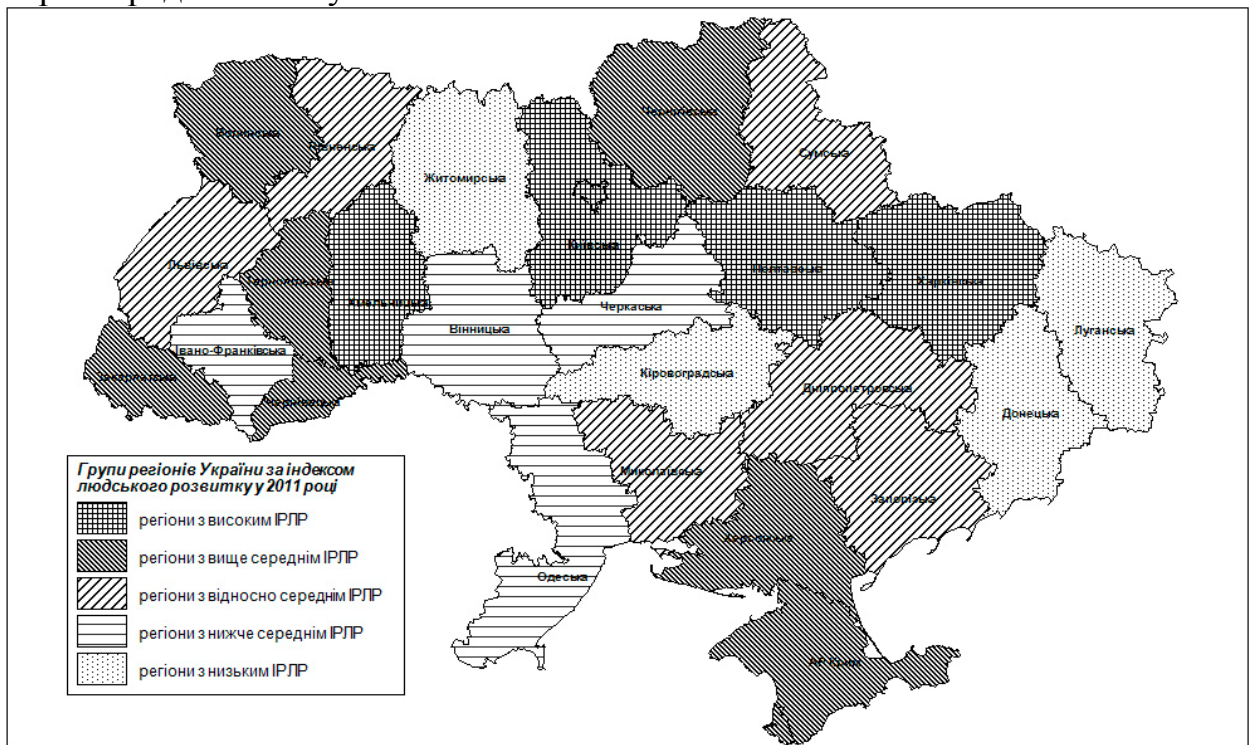 Волинська
Рівненська
Житомирська
Чернігівська
Сумська
Київська
Львівська
Тернопільська
Хмельницька
Вінницька
Черкаська
Полтавська
Харківська
Луганська
Івано-Франківська
Закарпатська
Чернівецька
Кіровоградська
Дніпропетровська
Донецька
Миколаївська
Запорізька
Херсонська
Одеська
АР Крим
Групи регіонів України за індексом
людського розвитку у 2011 році
регіони з високим ІРЛР
регіони з вище середнім ІРЛР
регіони з відносно середнім ІРЛР
регіони з нижче середнім ІРЛР
регіони з низьким ІРЛР